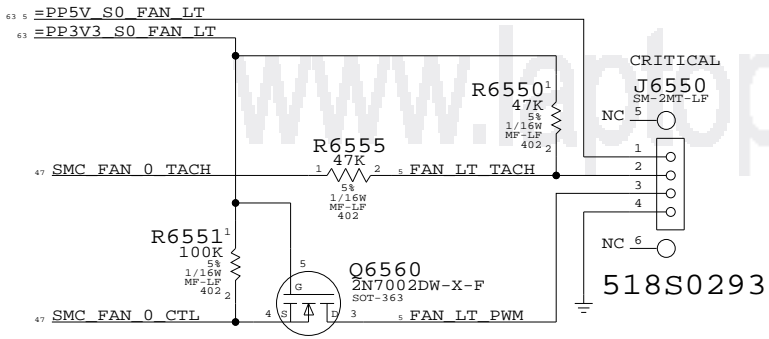 63 5 =PP5V_S0_FAN_LT
63 =PP3V3_S0_FAN_LT
www.laptop
CRITICAL
J6550
SM-2MT-LF
NC 5
R6550 1
47K
5%
1/16W
MF-LF
402 2
R6555
47K
1 2
5%
1/16W
MF-LF
402
47 SMC_FAN_0_TACH
5 FAN_LT_TACH
1
2
3
4
R6551 1
100K
5%
1/16W
MF-LF
402 2
NC 6
518S0293
5
G
S
D
Q6560
2N7002DW-X-F
SOT-363
47 SMC_FAN_0_CTL
4
3
5 FAN_LT_PWM